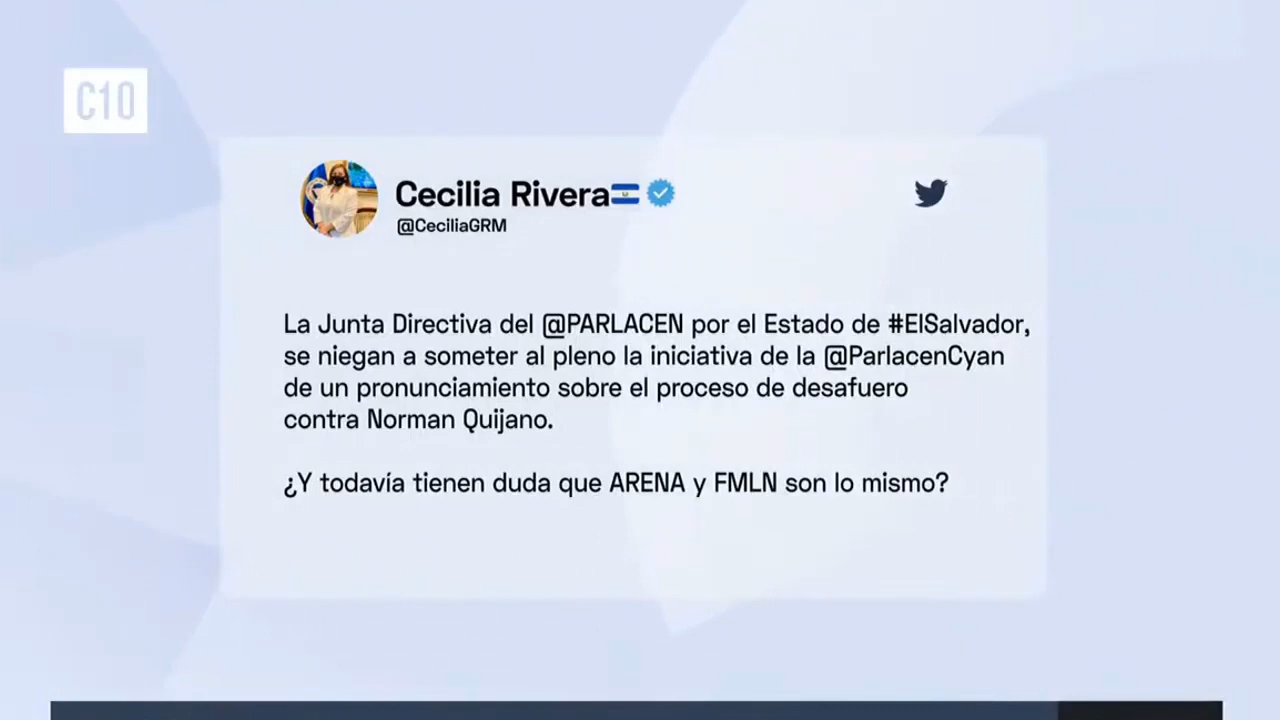 C10
Cecilia Rivera
@CeciliaGRM
La Junta Directiva del @PARLACEN por el Estado de #ElSalvador,
se niegan a someter al pleno la iniciativa de la @ParlacenCyan
de un pronunciamiento sobre el proceso de desafuero
contra Norman Quijano.
¿Y todavía tienen duda que ARENA y FMLN son lo mismo?